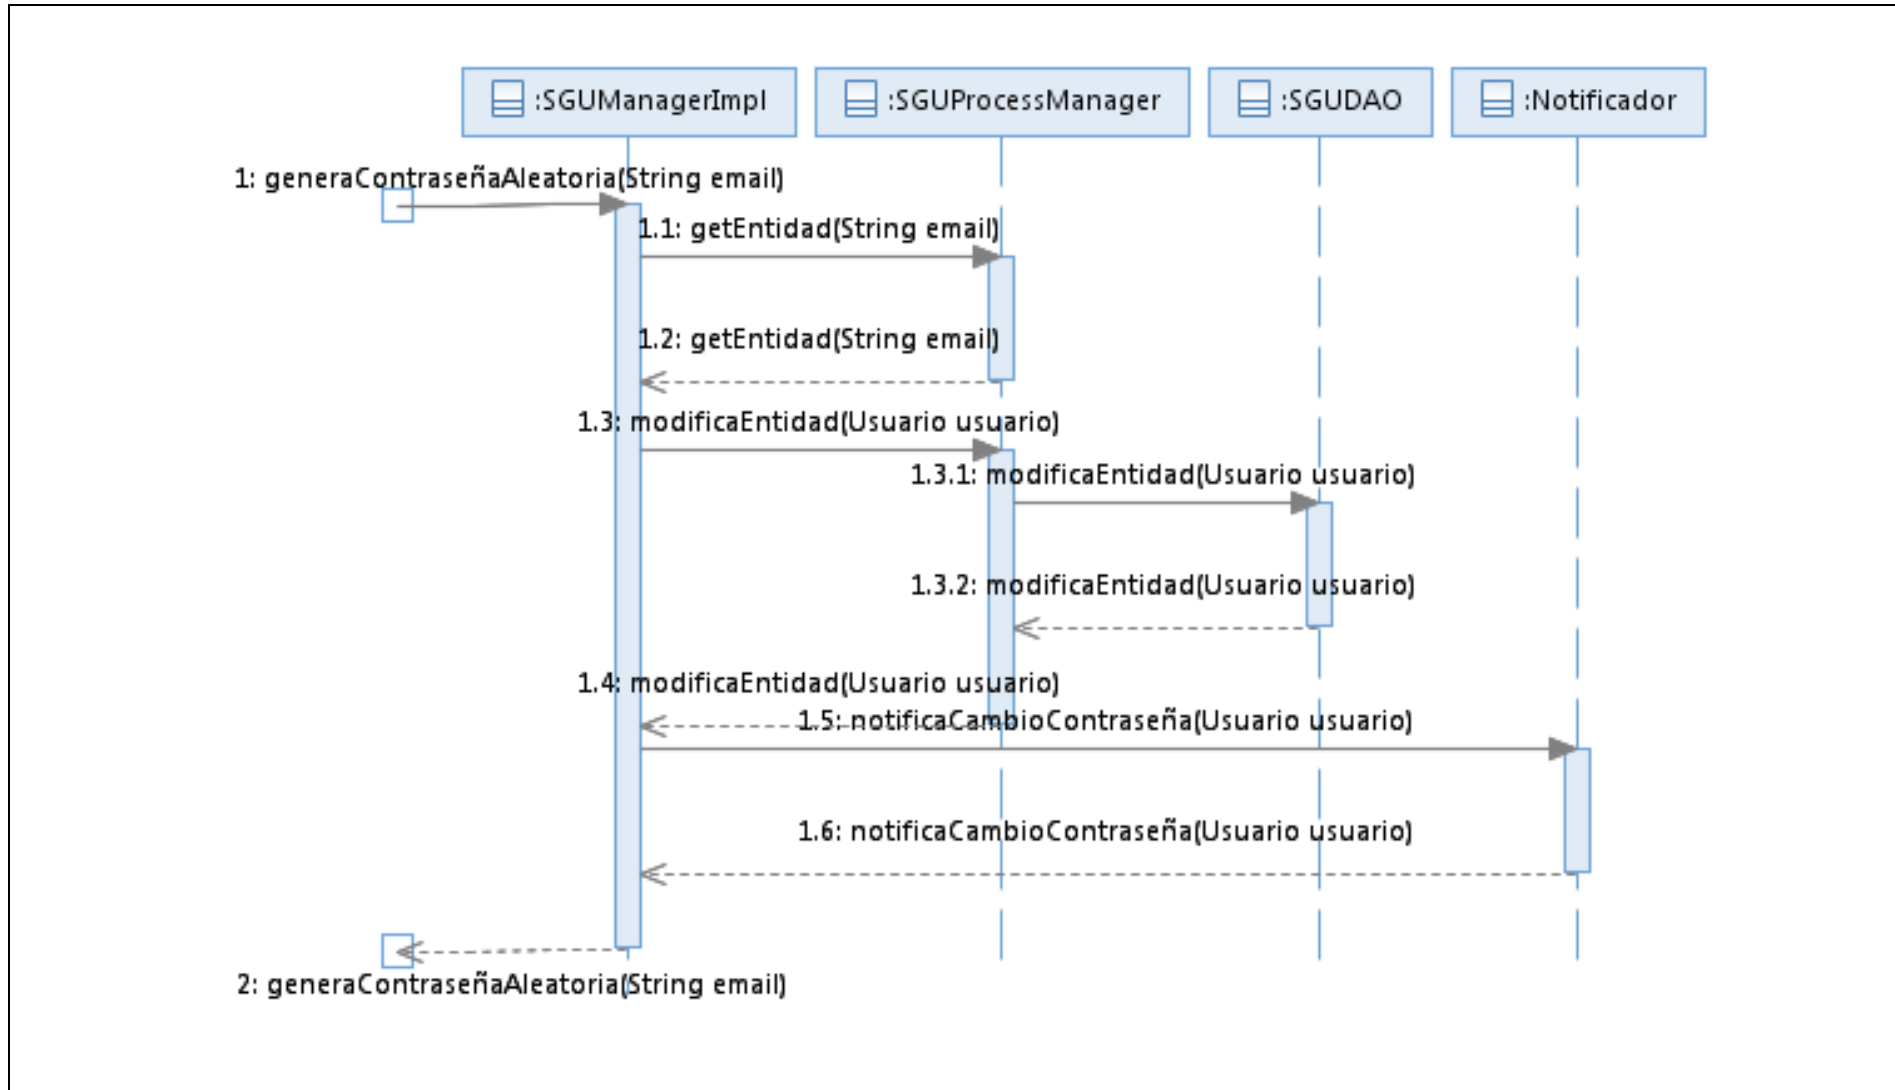 :SGUManagerImpl
:SGUProcessManager
:SGUDAO
:Notificador
1: generaContraseñaAleatoria(String email)
1.1: getEntidad(String email)
1.2: getEntidad(String email)
1.3: modificaEntidad(Usuario usuario)
1.3.1: modificaEntidad(Usuario usuario)
1.3.2: modificaEntidad(Usuario usuario)
1.4: modificaEntidad(Usuario usuario)
1.5: notificaCambioContraseña(Usuario usuario)
1.6: notificaCambioContraseña(Usuario usuario)
2: generaContraseñaAleatoria(String email)